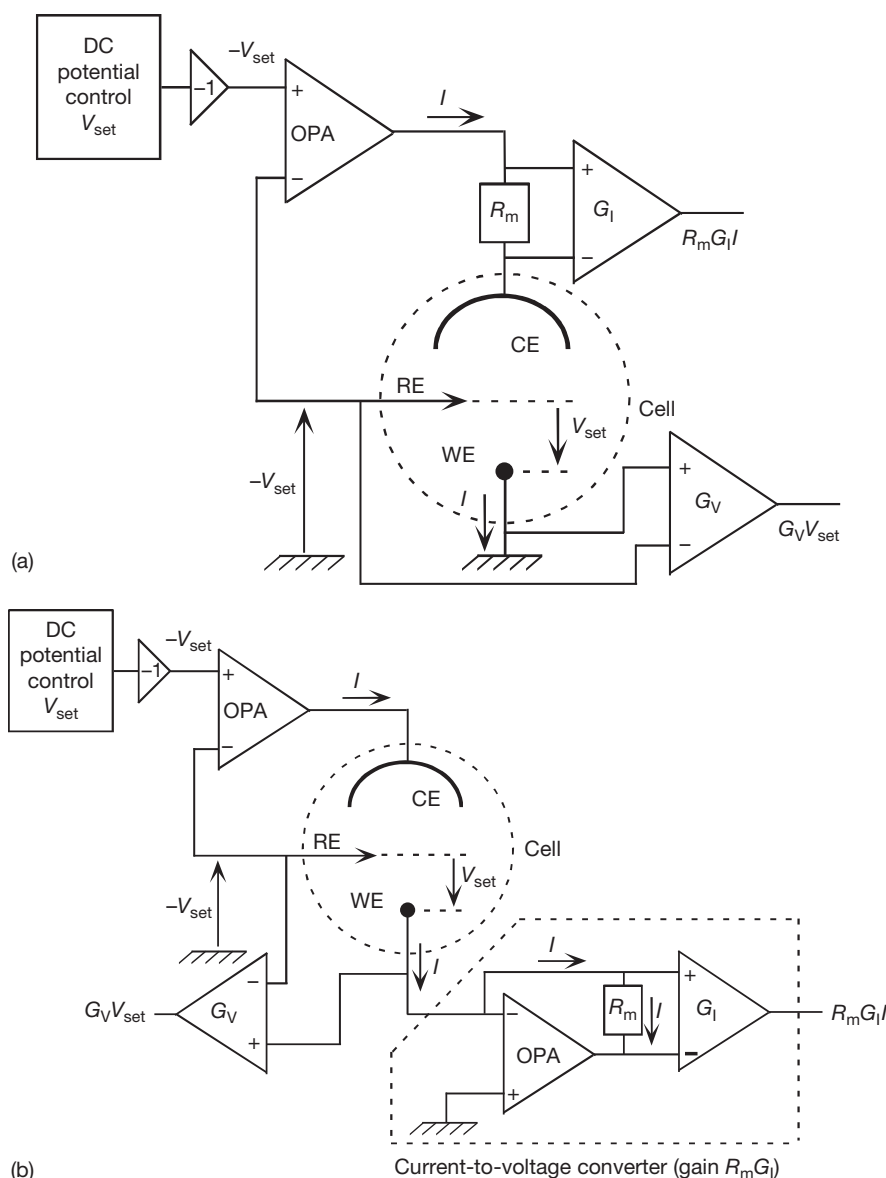 DC
potential
control
V_set
−1
−V_set
+
OPA
−
I
R_m
+
G_I
−
R_mG_II
CE
RE
V_set
Cell
WE
−V_set
I
+
G_V
−
G_VV_set
(a)
DC
potential
control
V_set
−1
−V_set
+
OPA
−
I
CE
RE
Cell
V_set
WE
−V_set
I
−
G_V
+
G_VV_set
I
−
OPA
+
R_m
I
+
G_I
−
R_mG_II
(b)
Current-to-voltage converter (gain R_mG_I)